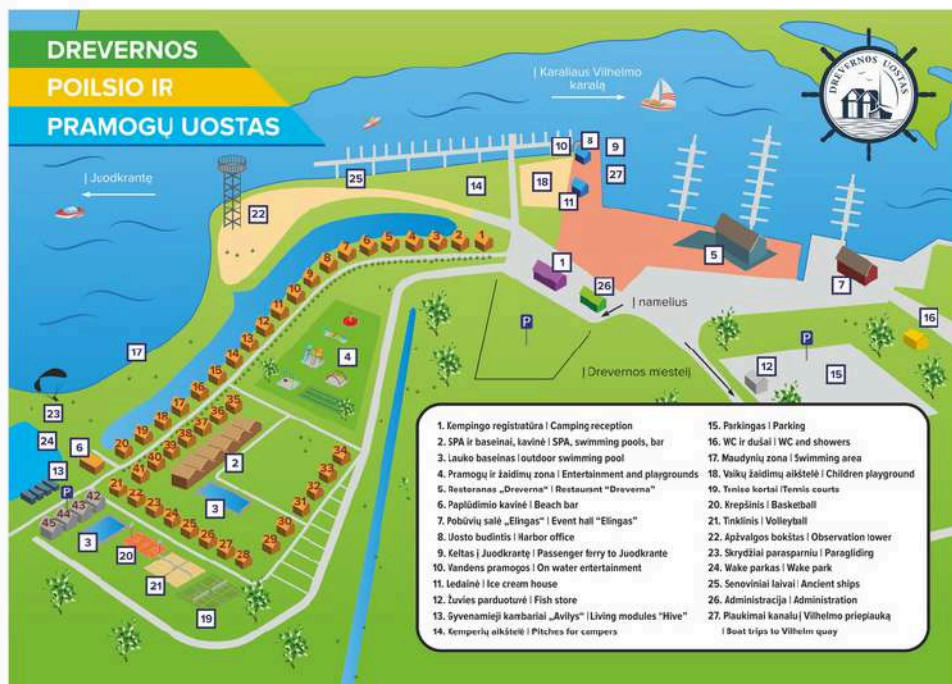 DREVERNOS
POILSIO IR
PRAMOGŲ UOSTAS
DREVERNOS UOSTAS
Į Karaliaus Vilhelmo
kanalą
Į Juodkrantę
Į namelius
Į Drevernos miestelį
P
P
P
1. Kempingo registratūra | Camping reception
2. SPA ir baseinai, kavinė | SPA, swimming pools, bar
3. Lauko baseinas | outdoor swimming pool
4. Pramogų ir žaidimų zona | Entertainment and playgrounds
5. Restoranas „Dreverna“ | Restaurant “Dreverna”
6. Paplūdimio kavinė | Beach bar
7. Pobūvių salė „Elingas“ | Event hall “Elingas”
8. Uosto budintis | Harbor office
9. Keltas į Juodkrantę | Passenger ferry to Juodkrante
10. Vandens pramogos | On water entertainment
11. Ledainė | Ice cream house
12. Žuvies parduotuvė | Fish store
13. Gyvenamieji kambariai „Avilys“ | Living modules “Hive”
14. Kemperių aikštelė | Pitches for campers
15. Parkingas | Parking
16. WC ir dušai | WC and showers
17. Maudynių zona | Swimming area
18. Vaikų žaidimų aikštelė | Children playground
19. Teniso kortai | Tennis courts
20. Krepšinis | Basketball
21. Tinklinis | Volleyball
22. Apžvalgos bokštas | Observation tower
23. Skrydžiai parasparniu | Paragliding
24. Wake parkas | Wake park
25. Senoviniai laivai | Ancient ships
26. Administracija | Administration
27. Plaukimai kanalu į Vilhelmo prieplauką
| Boat trips to Vilhelm quay